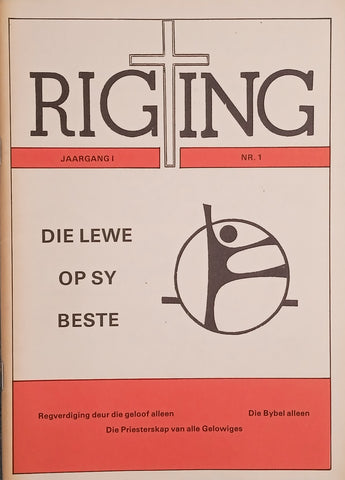 RIGTING
JAARGANG I NR. 1
DIE LEWE
OP SY
BESTE
Regverdiging deur die geloof alleen Die Bybel alleen
Die Priesterskap van alle Gelowiges